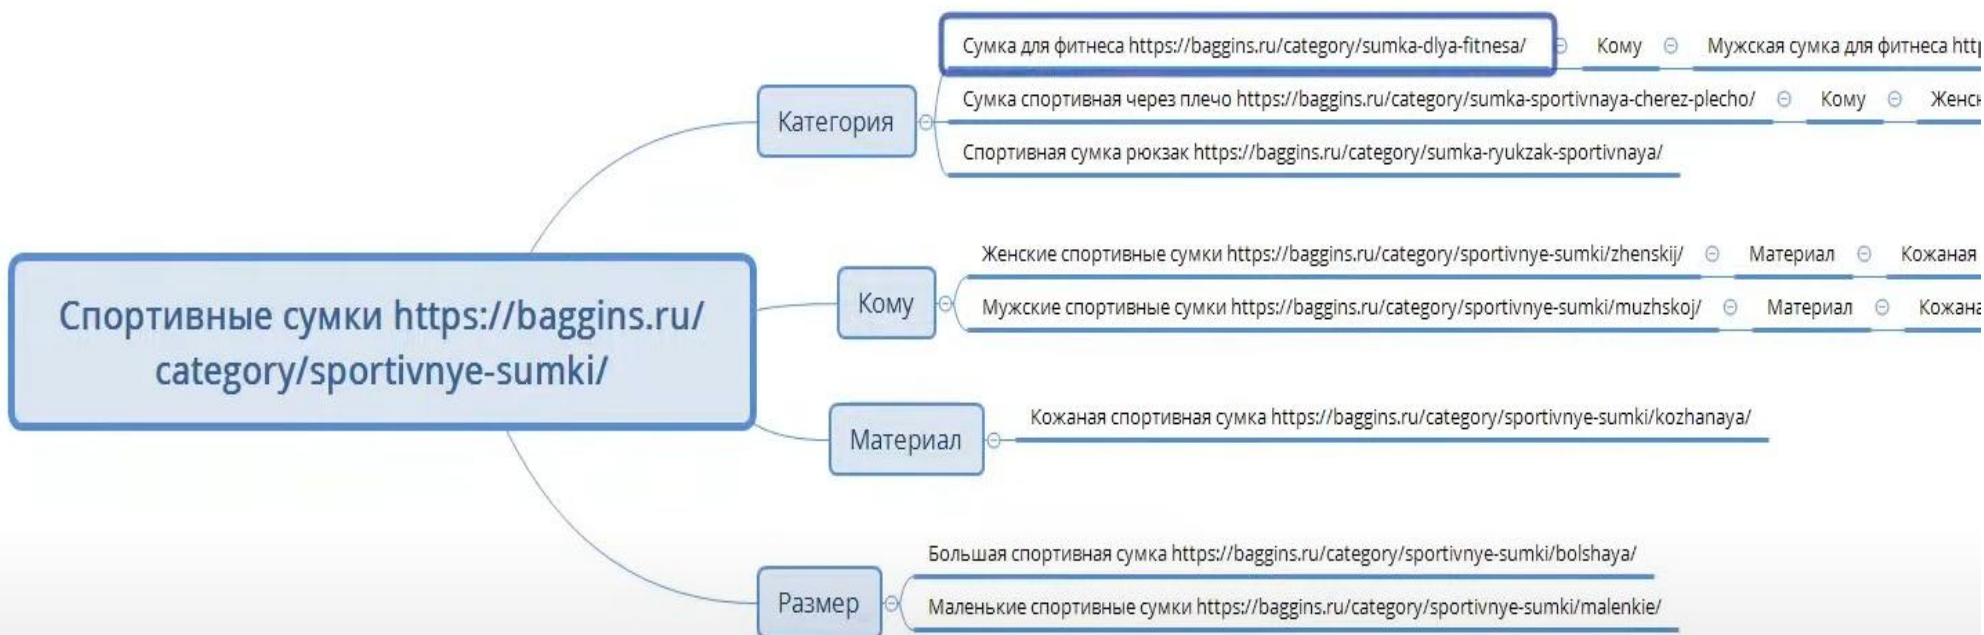 Сумка для фитнеса https://baggins.ru/category/sumka-dlya-fitnesa/ Кому Мужская сумка для фитнеса
Категория
Сумка спортивная через плечо https://baggins.ru/category/sumka-sportivnaya-cherez-plecho/ Кому
Спортивная сумка рюкзак https://baggins.ru/category/sumka-ryukzak-sportivnaya/
Спортивные сумки https://baggins.ru/
category/sportivnye-sumki/
Кому
Женские спортивные сумки https://baggins.ru/category/sportivnye-sumki/zhenskij/ Материал Кожаная
Мужские спортивные сумки https://baggins.ru/category/sportivnye-sumki/muzhskoj/ Материал
Материал
Кожаная спортивная сумка https://baggins.ru/category/sportivnye-sumki/kozhanaya/
Размер
Большая спортивная сумка https://baggins.ru/category/sportivnye-sumki/bolshaya/
Маленькие спортивные сумки https://baggins.ru/category/sportivnye-sumki/malenkie/